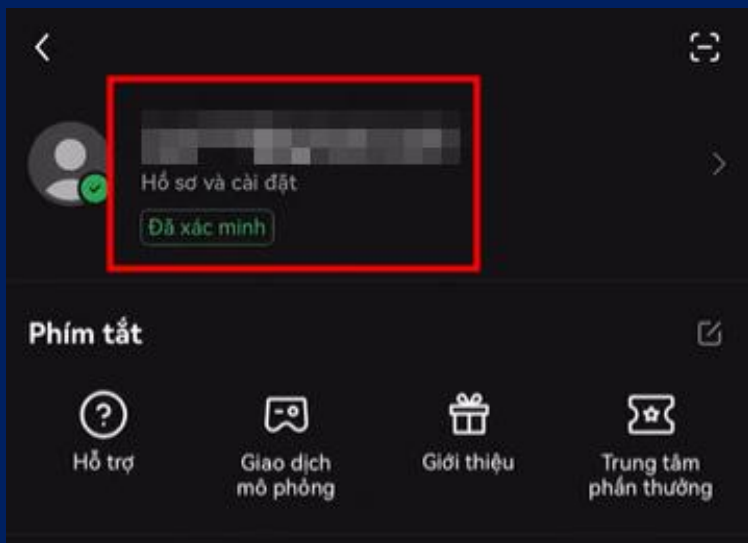 Hồ sơ và cài đặt
Đã xác minh
Phím tắt
Hỗ trợ
Giao dịch
mô phỏng
Giới thiệu
Trung tâm
phần thưởng